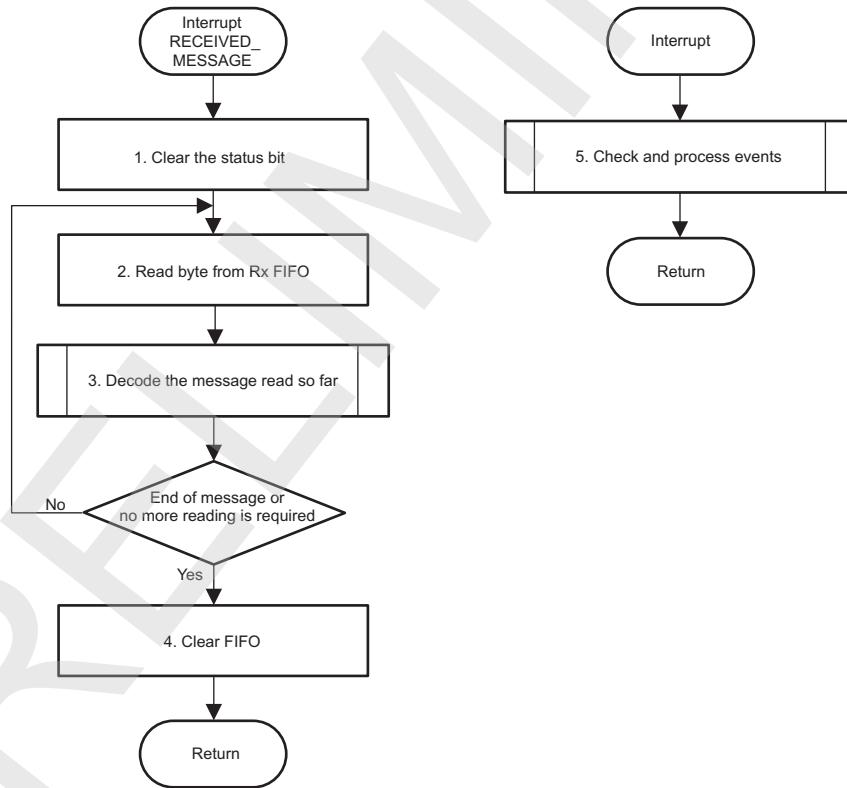 Interrupt
RECEIVED_
MESSAGE
1. Clear the status bit
2. Read byte from Rx FIFO
3. Decode the message read so far
End of message or
no more reading is required
No
Yes
4. Clear FIFO
Return
Interrupt
5. Check and process events
Return
RELIMI